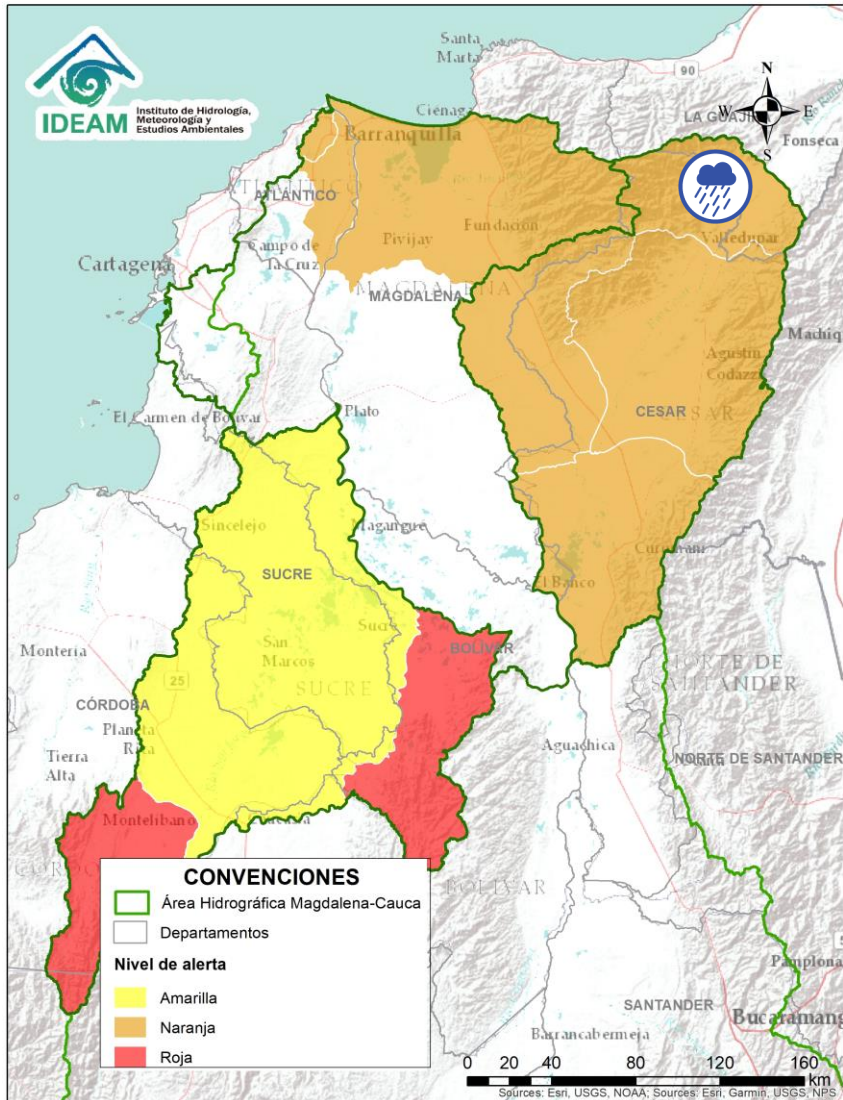 Santa
Marta
90
N
W E
S
IDEAM
Instituto de Hidrología,
Meteorología y
Estudios Ambientales
Ciénaga
LA GUAJIRA
Fonseca
Barranquilla
ATLÁNTICO
ATLÁNTICO
Fundación
Pivijay
Valledupar
Campo de
La Cruz
Cartagena
MAGDALENA
MAGDALENA
Machiq
Agustín
Codazzi
CESAR
CESAR
El Carmen de Bolívar
Plato
Sincelejo
Magangue
SUCRE
Curumaní
El Banco
Sucre
Montería
San
Marcos
BOLÍVAR
SUCRE
25
NORTE DE
SANTANDER
CÓRDOBA
Planeta
Rica
Aguachica
Tierra
Alta
NORTE DE SANTANDER
Montelíbano
BOLÍVAR
CONVENCIONES
Área Hidrográfica Magdalena-Cauca
Departamentos
Nivel de alerta
Amarilla
Naranja
Roja
Pamplona
SANTANDER
Bucaramang
Barrancabermeja
0 20 40 80 120 160
km
Sources: Esri, USGS, NOAA; Sources: Esri, Garmin, USGS, NPS